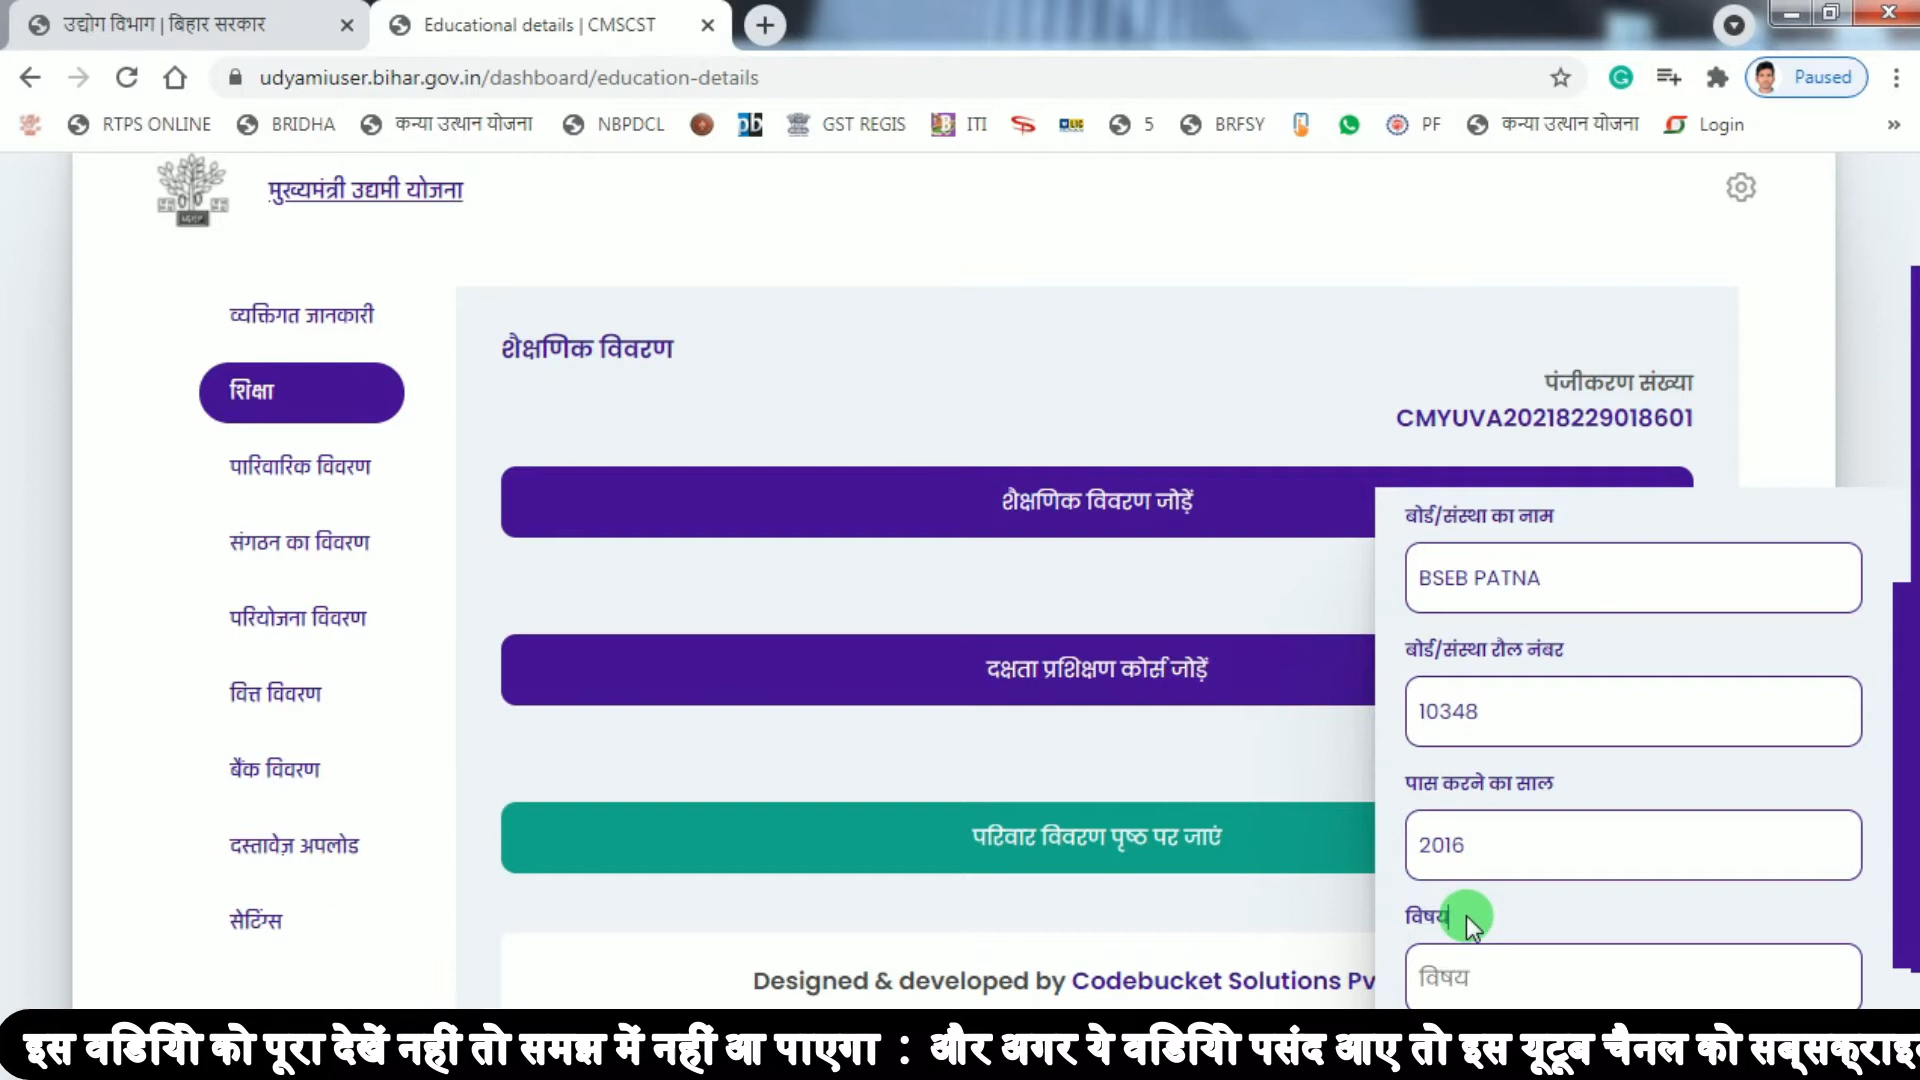 उद्योग विभाग | बिहार सरकार
Educational details | CMSCST
udyamiuser.bihar.gov.in/dashboard/education-details
Paused
RTPS ONLINE
BRIDHA
कन्या उत्थान योजना
NBPDCL
pb
GST REGIS
ITI
LIC
5
BRFSY
PF
कन्या उत्थान योजना
Login
मुख्यमंत्री उद्यमी योजना
व्यक्तिगत जानकारी
शिक्षा
पारिवारिक विवरण
संगठन का विवरण
परियोजना विवरण
वित्त विवरण
बैंक विवरण
दस्तावेज़ अपलोड
सेटिंग्स
शैक्षणिक विवरण
पंजीकरण संख्या
CMYUVA20218229018601
शैक्षणिक विवरण जोड़ें
दक्षता प्रशिक्षण कोर्स जोड़ें
परिवार विवरण पृष्ठ पर जाएं
Designed & developed by Codebucket Solutions Pv
बोर्ड/संस्था का नाम
BSEB PATNA
बोर्ड/संस्था रौल नंबर
10348
पास करने का साल
2016
विषय
विषय
इस विडियो को पूरा देखें नहीं तो समझ में नहीं आ पाएगा : और अगर ये विडियो पसंद आए तो इस यूटूब चैनल को सब्सक्राइब